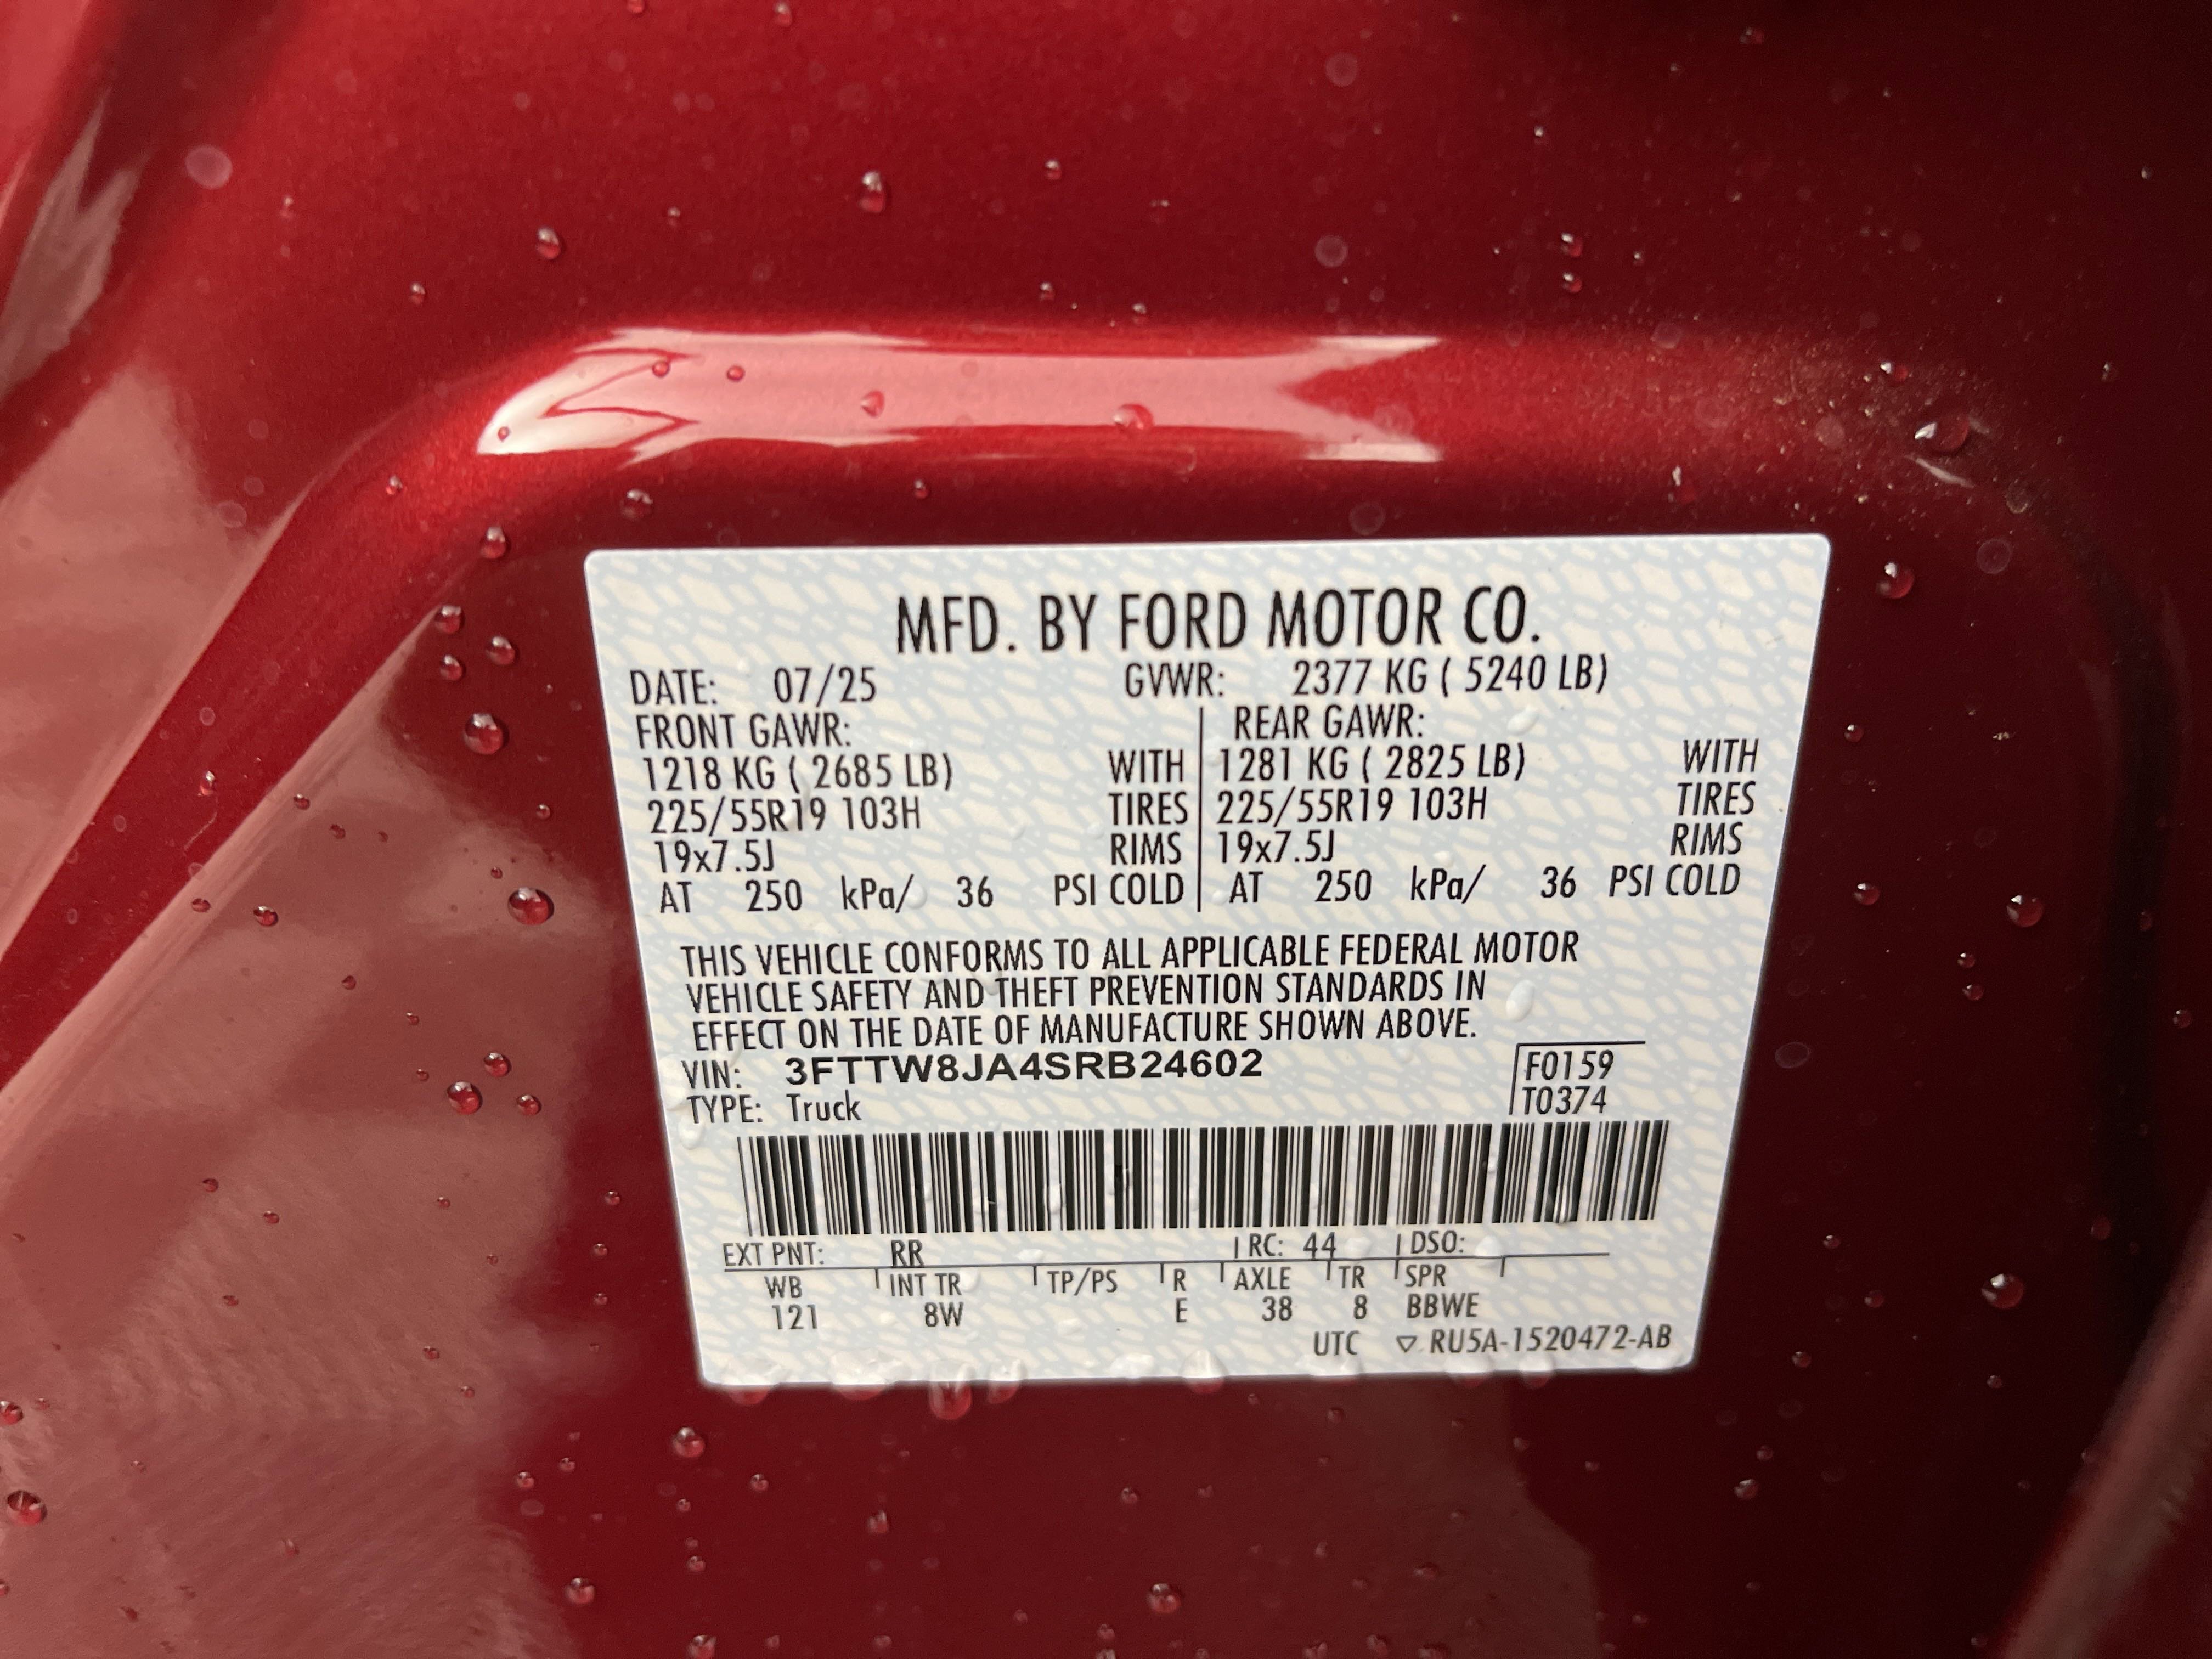 MFD. BY FORD MOTOR CO.
DATE: 07/25 GVWR: 2377 KG ( 5240 LB)
FRONT GAWR: REAR GAWR:
1218 KG ( 2685 LB) WITH 1281 KG ( 2825 LB) WITH
225/55R19 103H TIRES 225/55R19 103H TIRES
19x7.5J RIMS 19x7.5J RIMS
AT 250 kPa/ 36 PSI COLD AT 250 kPa/ 36 PSI COLD
THIS VEHICLE CONFORMS TO ALL APPLICABLE FEDERAL MOTOR
VEHICLE SAFETY AND THEFT PREVENTION STANDARDS IN
EFFECT ON THE DATE OF MANUFACTURE SHOWN ABOVE.
VIN: 3FTTW8JA4SRB24602 F0159
TYPE: Truck T0374
EXT PNT: RR RC: 44 DSO:
WB INT TR TP/PS R AXLE TR SPR
121 8W E 38 8 BBWE
UTC ▽ RU5A-1520472-AB